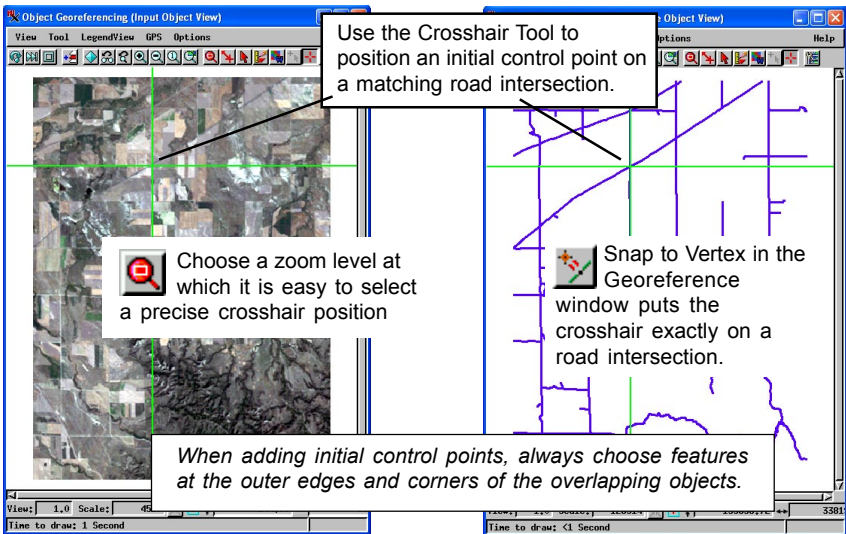 Object Georeferencing (Input Object View)
View Tool LegendView GPS Options
Object View)
ptions Help
Use the Crosshair Tool to
position an initial control point on
a matching road intersection.
Choose a zoom level at
which it is easy to select
a precise crosshair position
Snap to Vertex in the
Georeference
window puts the
crosshair exactly on a
road intersection.
When adding initial control points, always choose features
at the outer edges and corners of the overlapping objects.
View: 1.0 Scale: 45
Time to draw: 1 Second
3381
Time to draw: <1 Second